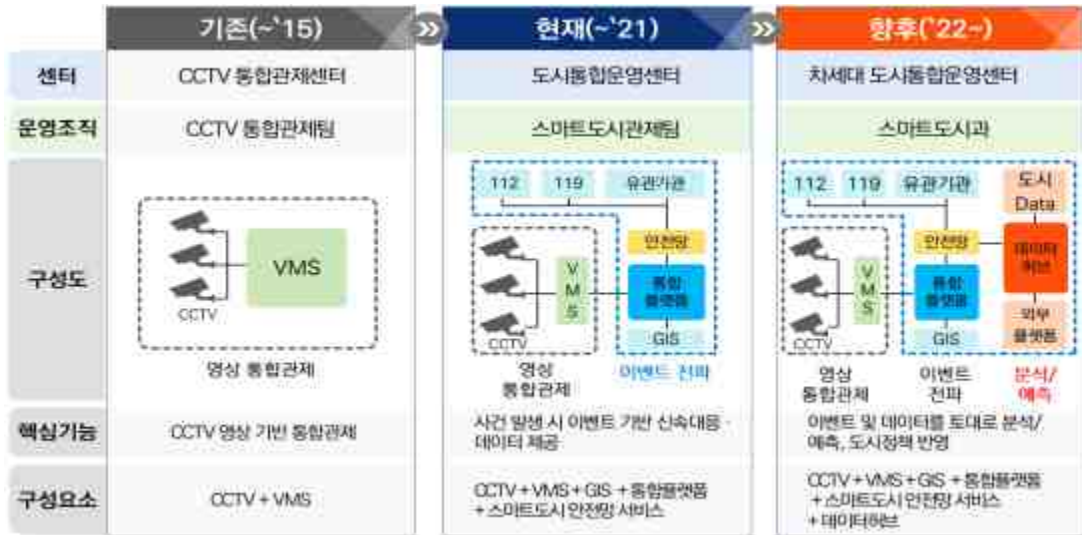 기존(~`15)
현재(~`21)
향후(`22~)
센터
CCTV 통합관제센터
도시통합운영센터
차세대 도시통합운영센터
운영조직
CCTV 통합관제팀
스마트도시관제팀
스마트도시과
구성도
CCTV
VMS
영상 통합관제
112
119
유관기관
안전망
통합
플랫폼
GIS
V
M
S
CCTV
영상
통합관제
이벤트 전파
112
119
유관기관
도시
Data
안전망
데이터
허브
통합
플랫폼
GIS
외부
플랫폼
V
M
S
CCTV
영상
통합관제
이벤트
전파
분석/
예측
핵심기능
CCTV 영상 기반 통합관제
사건 발생 시 이벤트 기반 신속대응·
데이터 제공
이벤트 및 데이터를 토대로 분석/
예측, 도시정책 반영
구성요소
CCTV + VMS
CCTV + VMS + GIS + 통합플랫폼
+ 스마트도시 안전망 서비스
CCTV + VMS + GIS + 통합플랫폼
+ 스마트도시 안전망 서비스
+ 데이터허브